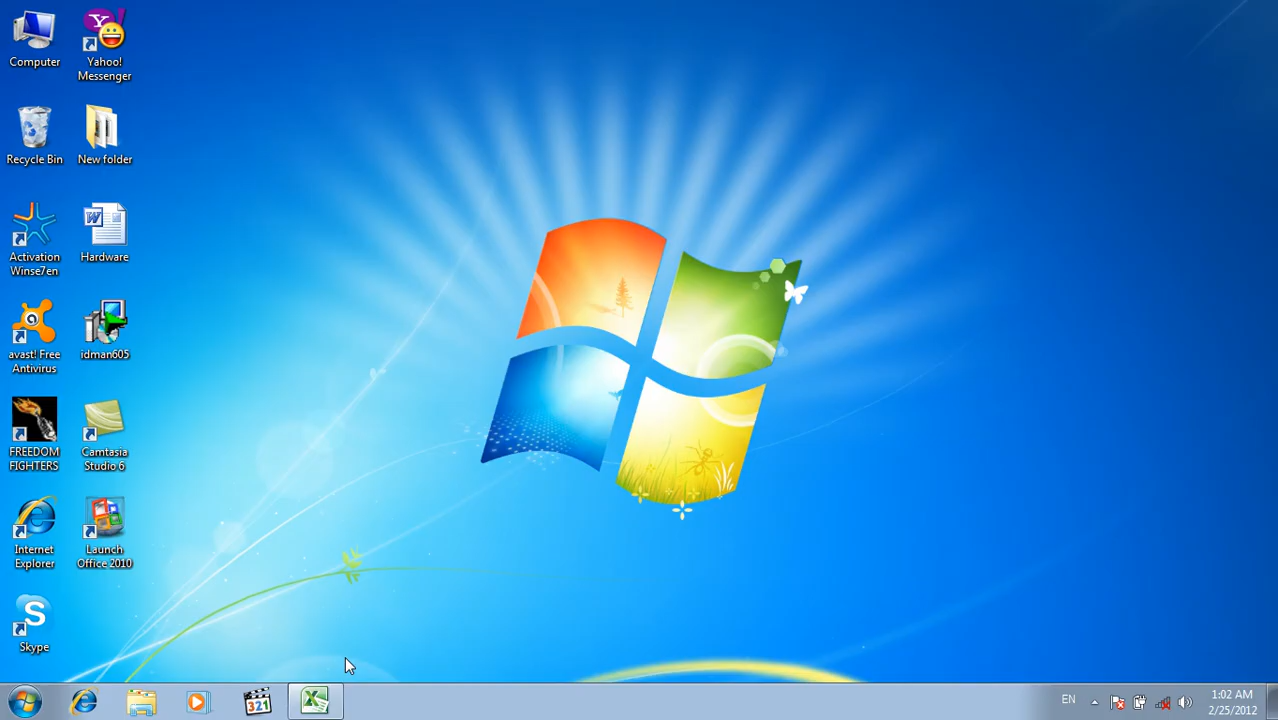 Computer
Yahoo!
Messenger
Recycle Bin
New folder
Activation
Winse7en
Hardware
avast! Free
Antivirus
idman605
FREEDOM
FIGHTERS
Camtasia
Studio 6
Internet
Explorer
Launch
Office 2010
Skype
321
EN
1:02 AM
2/25/2012